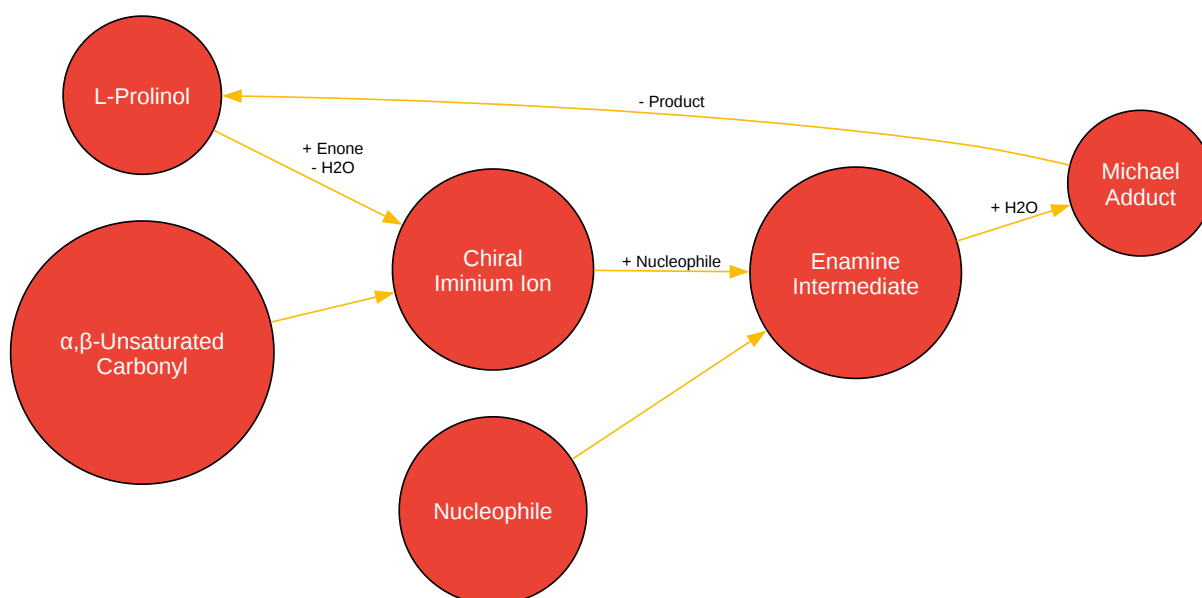 L-Prolinol
- Product
+ Enone
- H2O
Michael
Adduct
+ H2O
Chiral
Iminium Ion
+ Nucleophile
Enamine
Intermediate
α,β-Unsaturated
Carbonyl
Nucleophile